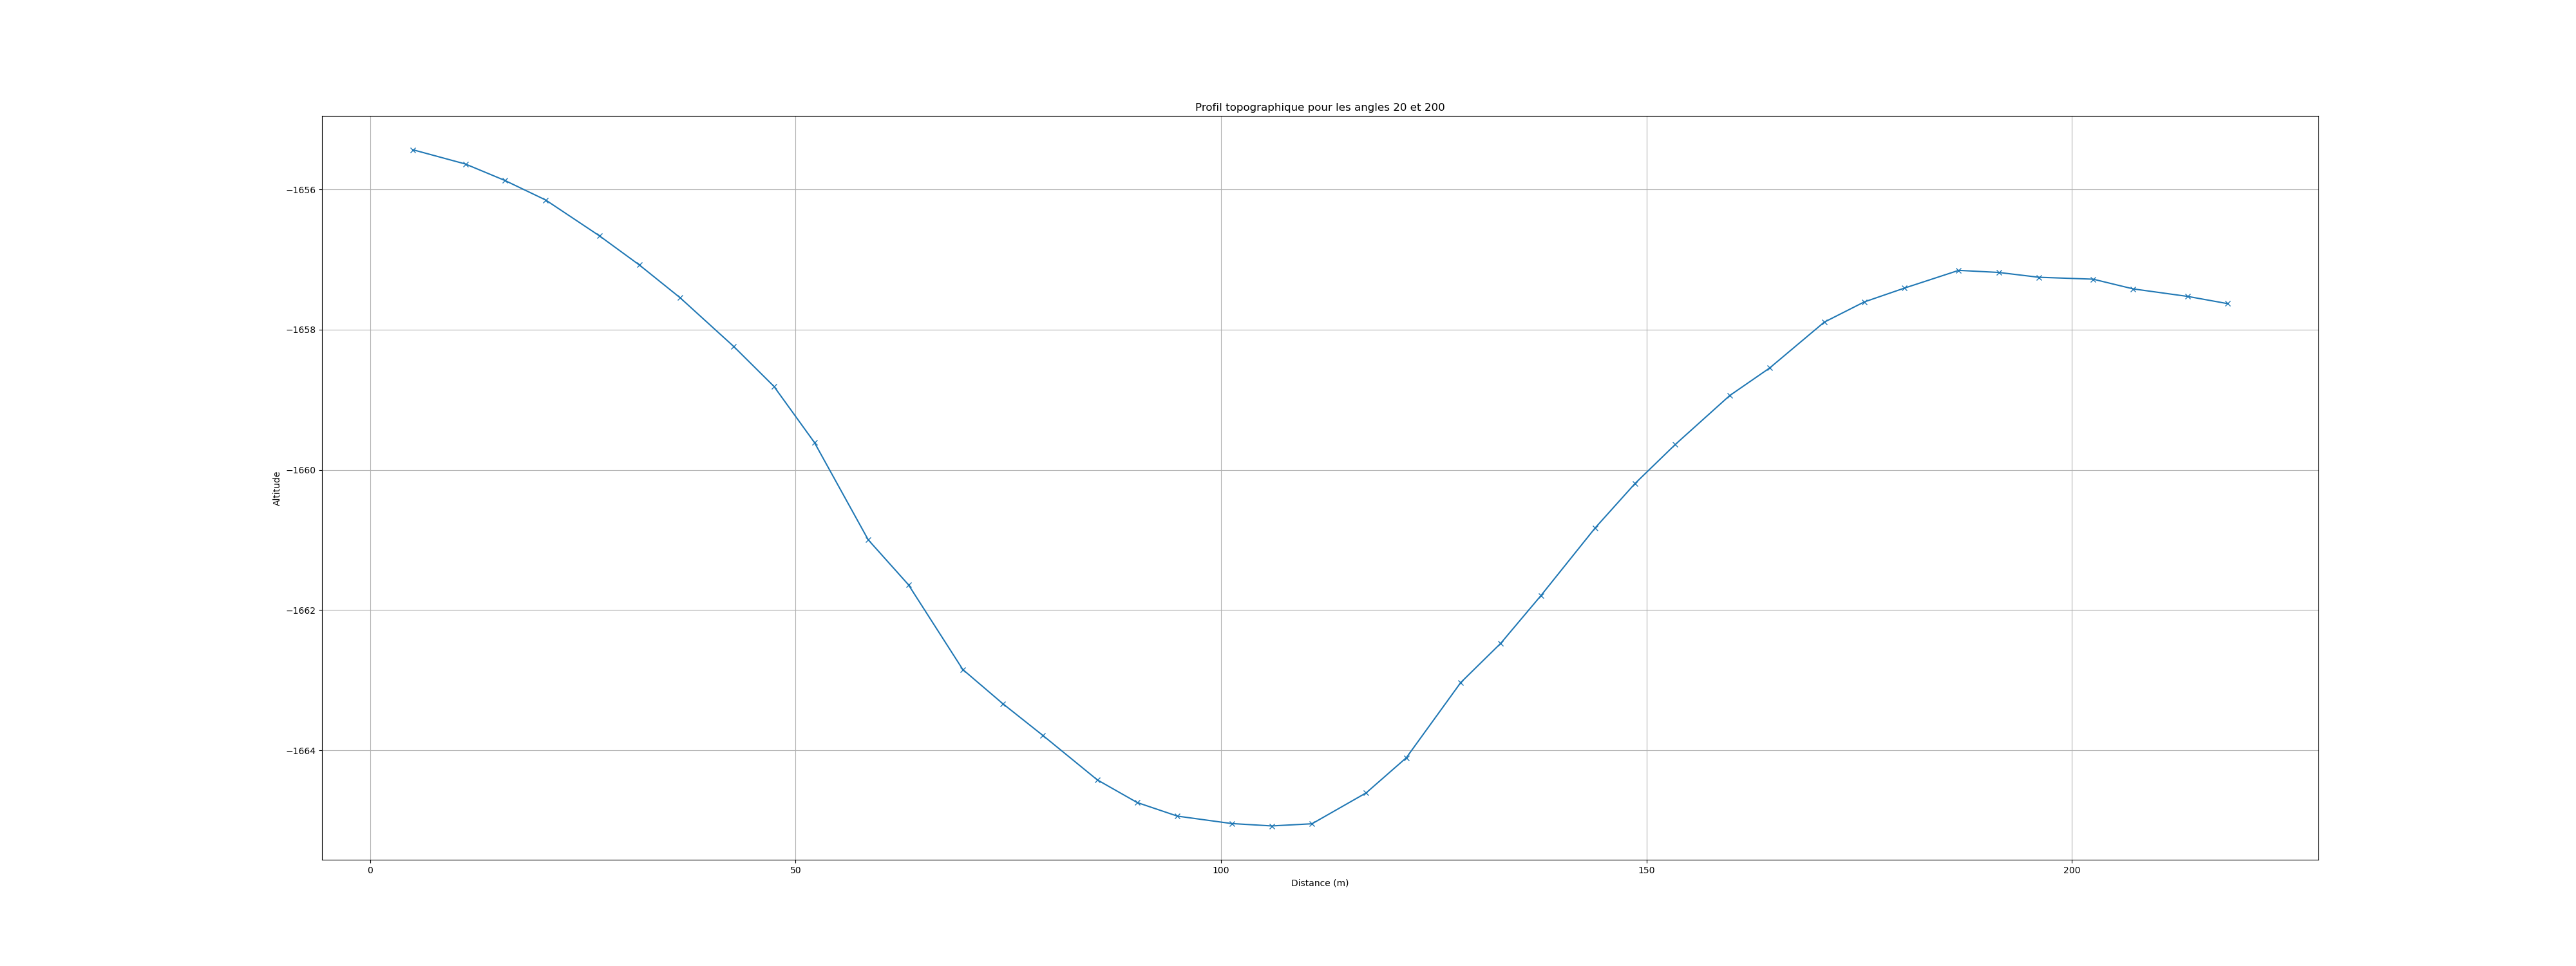 Profil topographique pour les angles 20 et 200
−1656
−1658
−1660
−1662
−1664
Altitude
0 50 100 150 200
Distance (m)